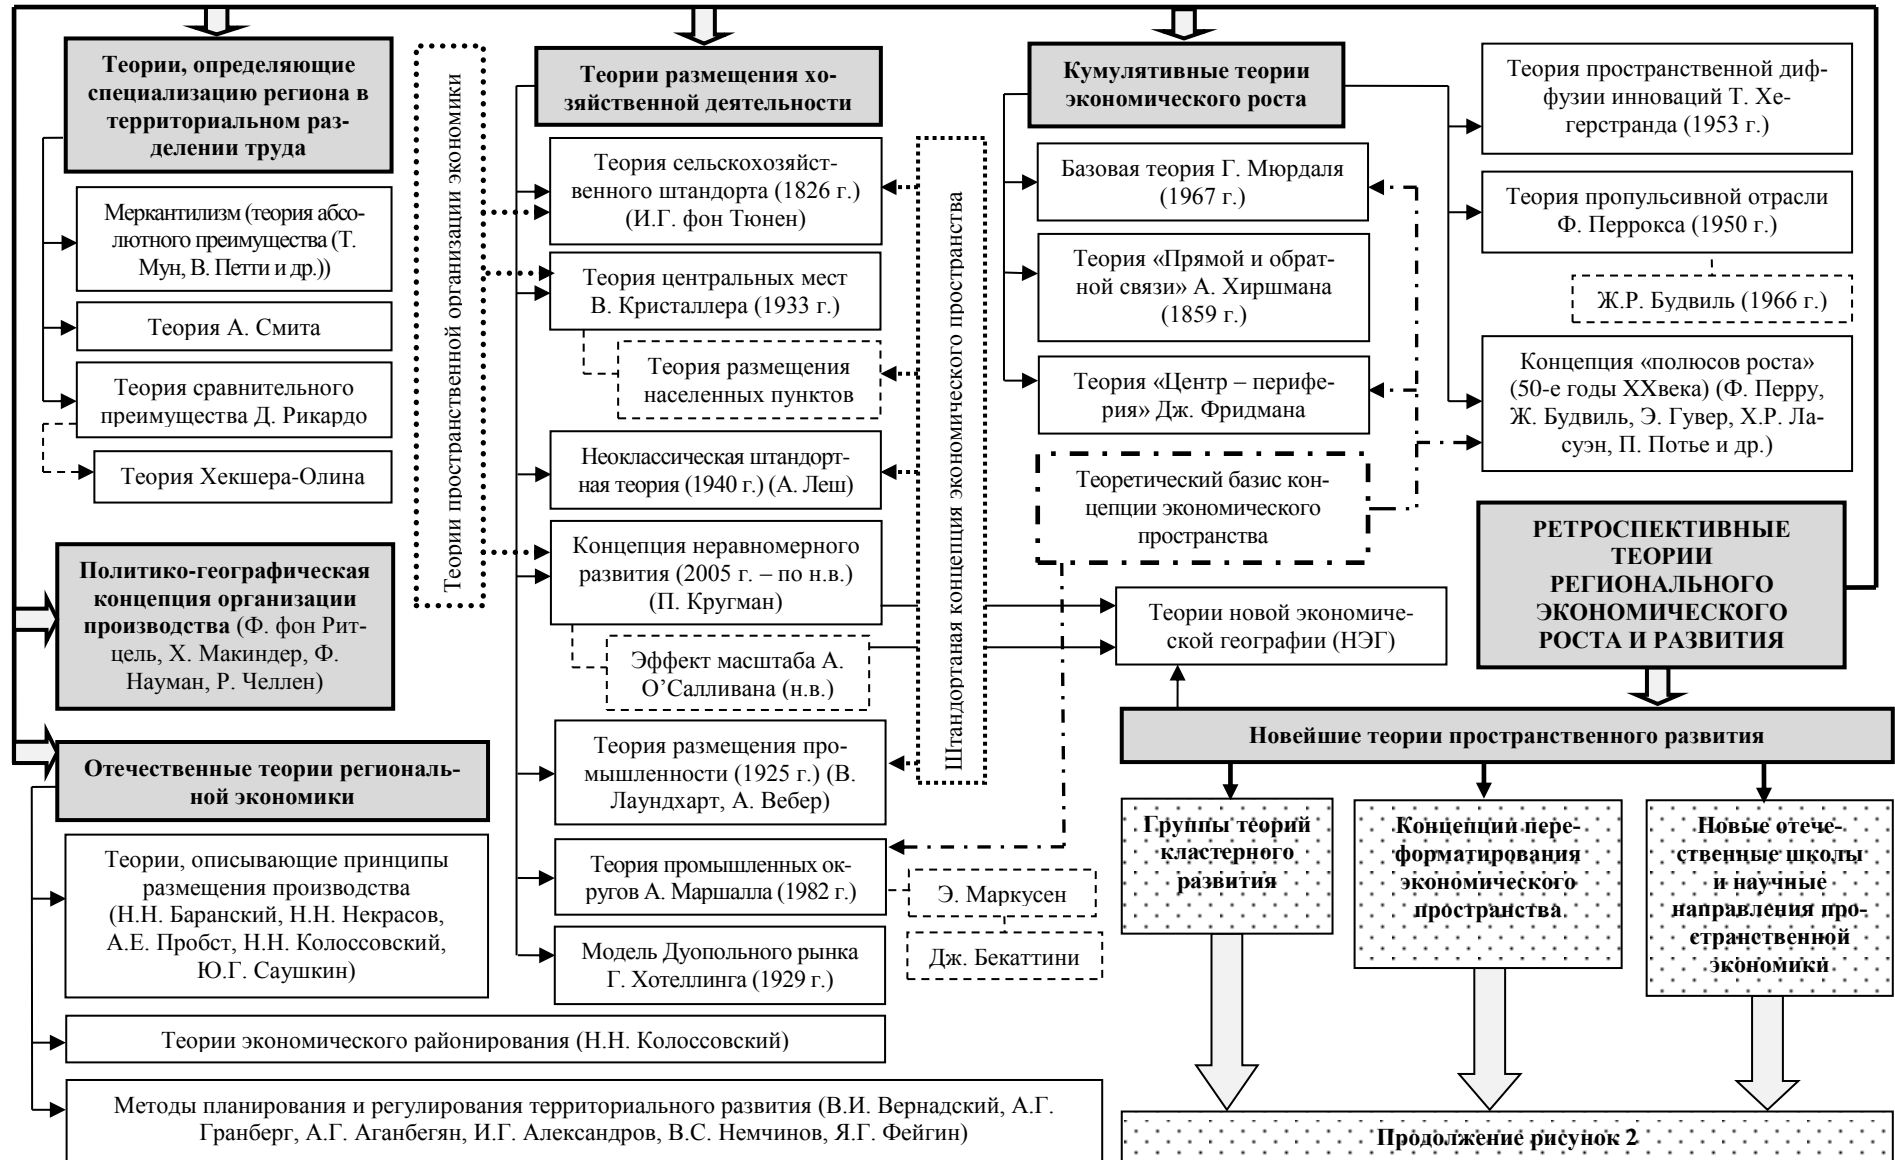 Теории, определяющие
специализацию региона в
территориальном раз-
делении труда
Меркантилизм (теория абсо-
лютного преимущества (Т.
Мун, В. Петти и др.))
Теория А. Смита
Теория сравнительного
преимущества Д. Рикардо
Теория Хекшера-Олина
Политико-географическая
концепция организации
производства (Ф. фон Рит-
цель, Х. Макиндер, Ф.
Науман, Р. Челлен)
Отечественные теории региональ-
ной экономики
Теории, описывающие принципы
размещения производства
(Н.Н. Баранский, Н.Н. Некрасов,
А.Е. Пробст, Н.Н. Колоссовский,
Ю.Г. Саушкин)
Теории экономического районирования (Н.Н. Колоссовский)
Методы планирования и регулирования территориального развития (В.И. Вернадский, А.Г.
Гранберг, А.Г. Аганбегян, И.Г. Александров, В.С. Немчинов, Я.Г. Фейгин)
Теории пространственной организации экономики
Теории размещения хо-
зяйственной деятельности
Теория сельскохозяйст-
венного штандорта (1826 г.)
(И.Г. фон Тюнен)
Теория центральных мест
В. Кристаллера (1933 г.)
Теория размещения
населенных пунктов
Неоклассическая штандорт-
ная теория (1940 г.) (А. Леш)
Концепция неравномерного
развития (2005 г. – по н.в.)
(П. Кругман)
Эффект масштаба А.
О’Салливана (н.в.)
Теория размещения про-
мышленности (1925 г.) (В.
Лаундхарт, А. Вебер)
Теория промышленных ок-
ругов А. Маршалла (1982 г.)
Э. Маркусен
Дж. Бекаттини
Модель Дуопольного рынка
Г. Хотеллинга (1929 г.)
Штандортаная концепция экономического пространства
Кумулятивные теории
экономического роста
Базовая теория Г. Мюрдаля
(1967 г.)
Теория «Прямой и обрат-
ной связи» А. Хиршмана
(1859 г.)
Теория «Центр – перифе-
рия» Дж. Фридмана
Теоретический базис кон-
цепции экономического
пространства
Теории новой экономиче-
ской географии (НЭГ)
Теория пространственной диф-
фузии инноваций Т. Хе-
герстранда (1953 г.)
Теория пропульсивной отрасли
Ф. Перрокса (1950 г.)
Ж.Р. Будвиль (1966 г.)
Концепция «полюсов роста»
(50-е годы XXвека) (Ф. Перру,
Ж. Будвиль, Э. Гувер, Х.Р. Ла-
суэн, П. Потье и др.)
РЕТРОСПЕКТИВНЫЕ
ТЕОРИИ
РЕГИОНАЛЬНОГО
ЭКОНОМИЧЕСКОГО
РОСТА И РАЗВИТИЯ
Новейшие теории пространственного развития
Группы теорий
кластерного
развития
Концепции пере-
форматирования
экономического
пространства
Новые отече-
ственные школы
и научные
направления про-
странственной
экономики
Продолжение рисунок 2